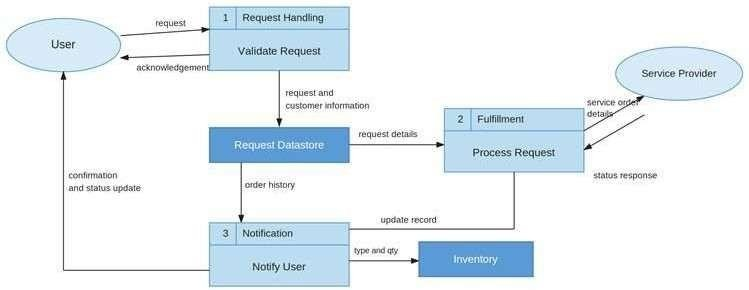 1 Request Handling
request
User
Validate Request
acknowledgement
Service Provider
request and
customer information
service order
details
2 Fulfillment
request details
Request Datastore
Process Request
confirmation
and status update
order history
status response
update record
3 Notification
type and qty
Inventory
Notify User